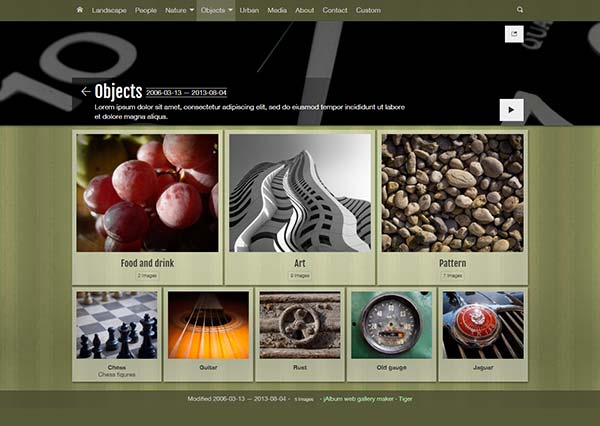 Landscape People Nature Objects Urban Media About Contact Custom
Objects 2006-03-13 — 2013-08-04
Lorem ipsum dolor sit amet, consectetur adipiscing elit, sed do eiusmod tempor incididunt ut labore
et dolore magna aliqua.
10
QUA
Food and drink Art Pattern
2 images 9 images 7 images
Chess Guitar Rust Old gauge Jaguar
Chess figures
Modified 2006-03-13 — 2013-08-04 · 5 images · jAlbum web gallery maker · Tiger